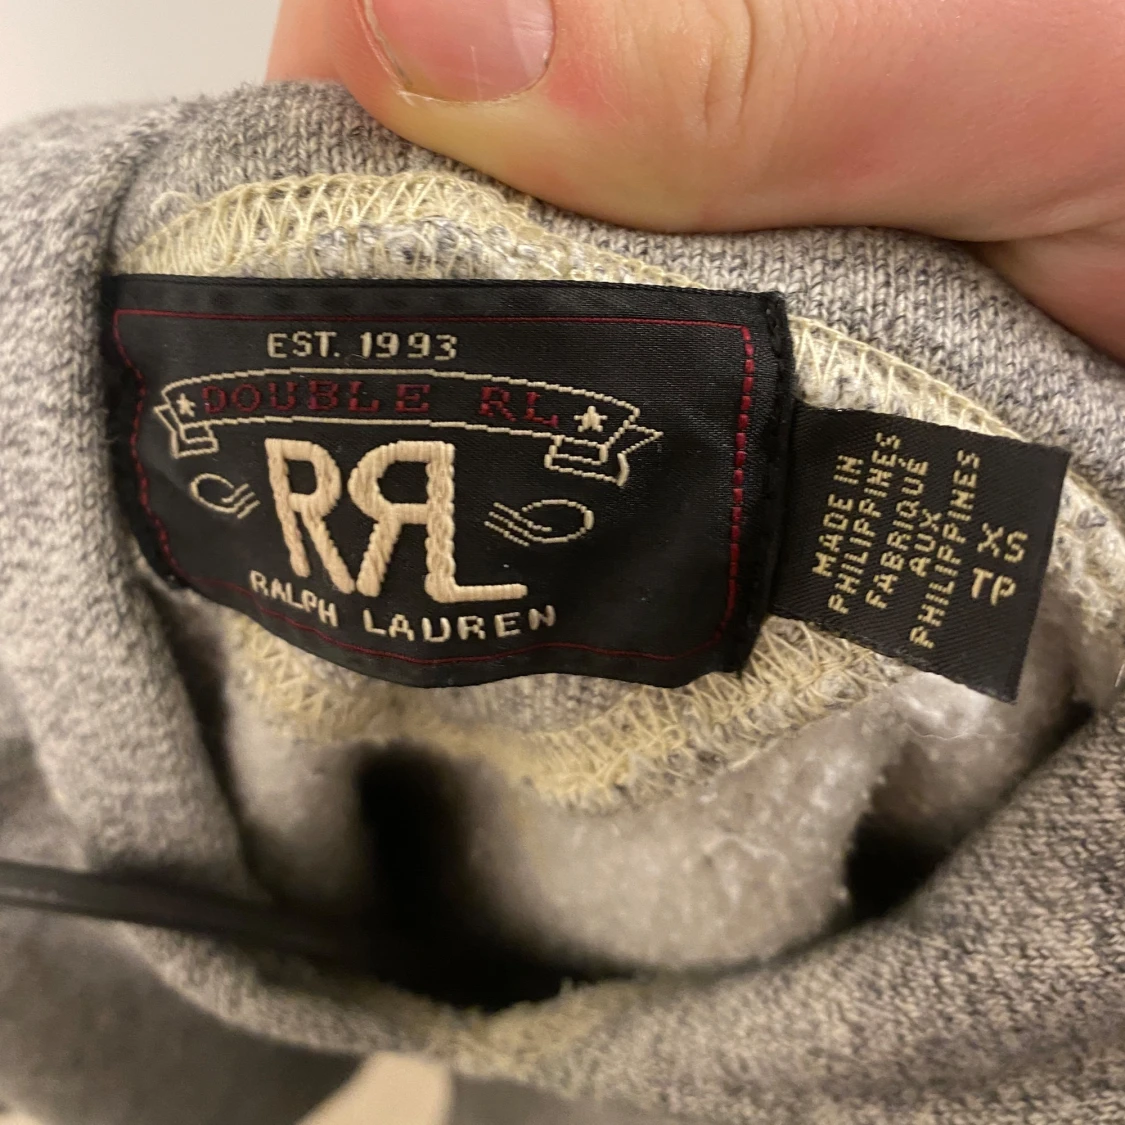 EST. 1993
DOUBLE RL
RRL
RALPH LAUREN
MADE IN
PHILIPPINES
FABRIQUÉ
AUX
PHILIPPINES
XS
TP